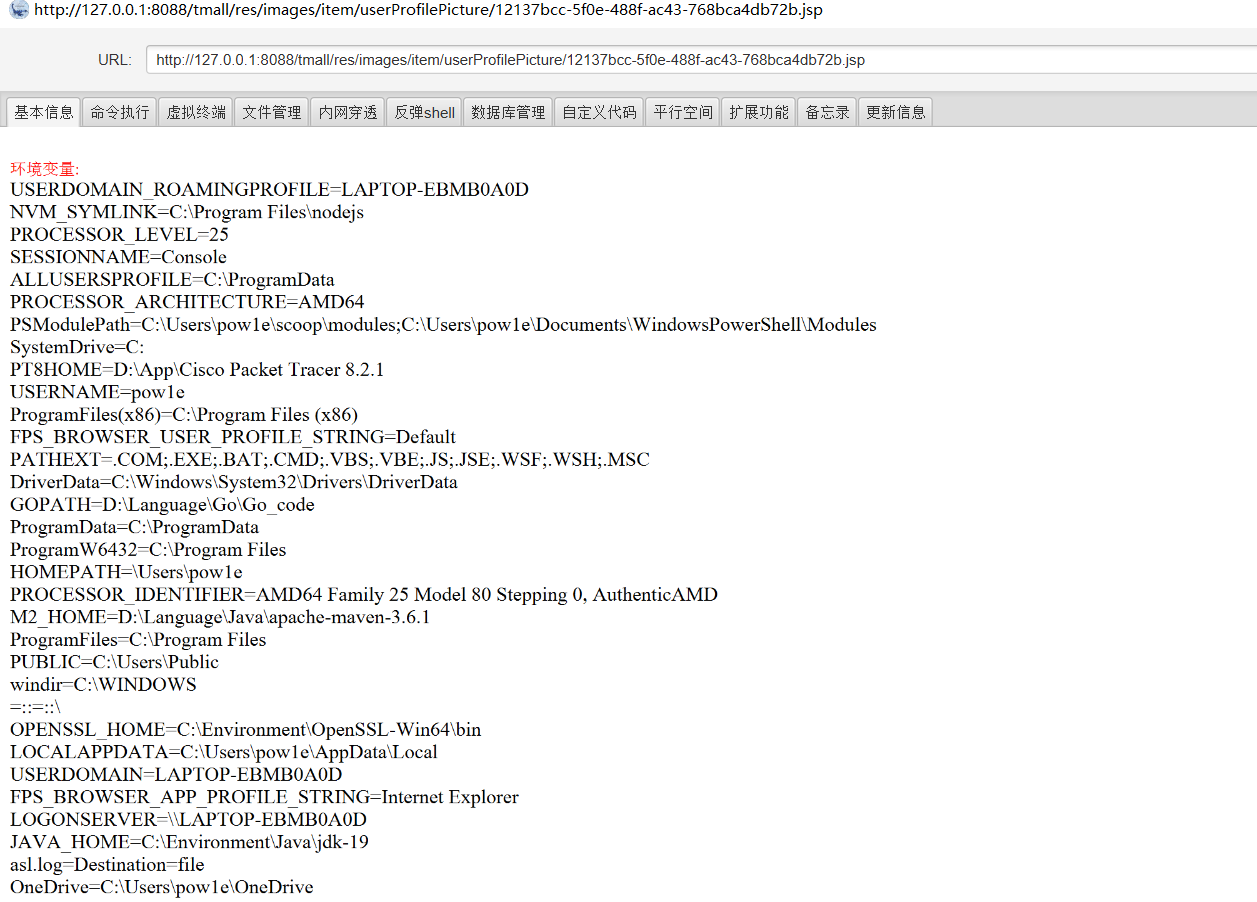 http://127.0.0.1:8088/tmall/res/images/item/userProfilePicture/12137bcc-5f0e-488f-ac43-768bca4db72b.jsp
URL: http://127.0.0.1:8088/tmall/res/images/item/userProfilePicture/12137bcc-5f0e-488f-ac43-768bca4db72b.jsp
基本信息 命令执行 虚拟终端 文件管理 内网穿透 反弹shell 数据库管理 自定义代码 平行空间 扩展功能 备忘录 更新信息
环境变量:
USERDOMAIN_ROAMINGPROFILE=LAPTOP-EBMB0A0D
NVM_SYMLINK=C:\Program Files\nodejs
PROCESSOR_LEVEL=25
SESSIONNAME=Console
ALLUSERSPROFILE=C:\ProgramData
PROCESSOR_ARCHITECTURE=AMD64
PSModulePath=C:\Users\pow1e\scoop\modules;C:\Users\pow1e\Documents\WindowsPowerShell\Modules
SystemDrive=C:
PT8HOME=D:\App\Cisco Packet Tracer 8.2.1
USERNAME=pow1e
ProgramFiles(x86)=C:\Program Files (x86)
FPS_BROWSER_USER_PROFILE_STRING=Default
PATHEXT=.COM;.EXE;.BAT;.CMD;.VBS;.VBE;.JS;.JSE;.WSF;.WSH;.MSC
DriverData=C:\Windows\System32\Drivers\DriverData
GOPATH=D:\Language\Go\Go_code
ProgramData=C:\ProgramData
ProgramW6432=C:\Program Files
HOMEPATH=\Users\pow1e
PROCESSOR_IDENTIFIER=AMD64 Family 25 Model 80 Stepping 0, AuthenticAMD
M2_HOME=D:\Language\Java\apache-maven-3.6.1
ProgramFiles=C:\Program Files
PUBLIC=C:\Users\Public
windir=C:\WINDOWS
=::=::\
OPENSSL_HOME=C:\Environment\OpenSSL-Win64\bin
LOCALAPPDATA=C:\Users\pow1e\AppData\Local
USERDOMAIN=LAPTOP-EBMB0A0D
FPS_BROWSER_APP_PROFILE_STRING=Internet Explorer
LOGONSERVER=\\LAPTOP-EBMB0A0D
JAVA_HOME=C:\Environment\Java\jdk-19
asl.log=Destination=file
OneDrive=C:\Users\pow1e\OneDrive